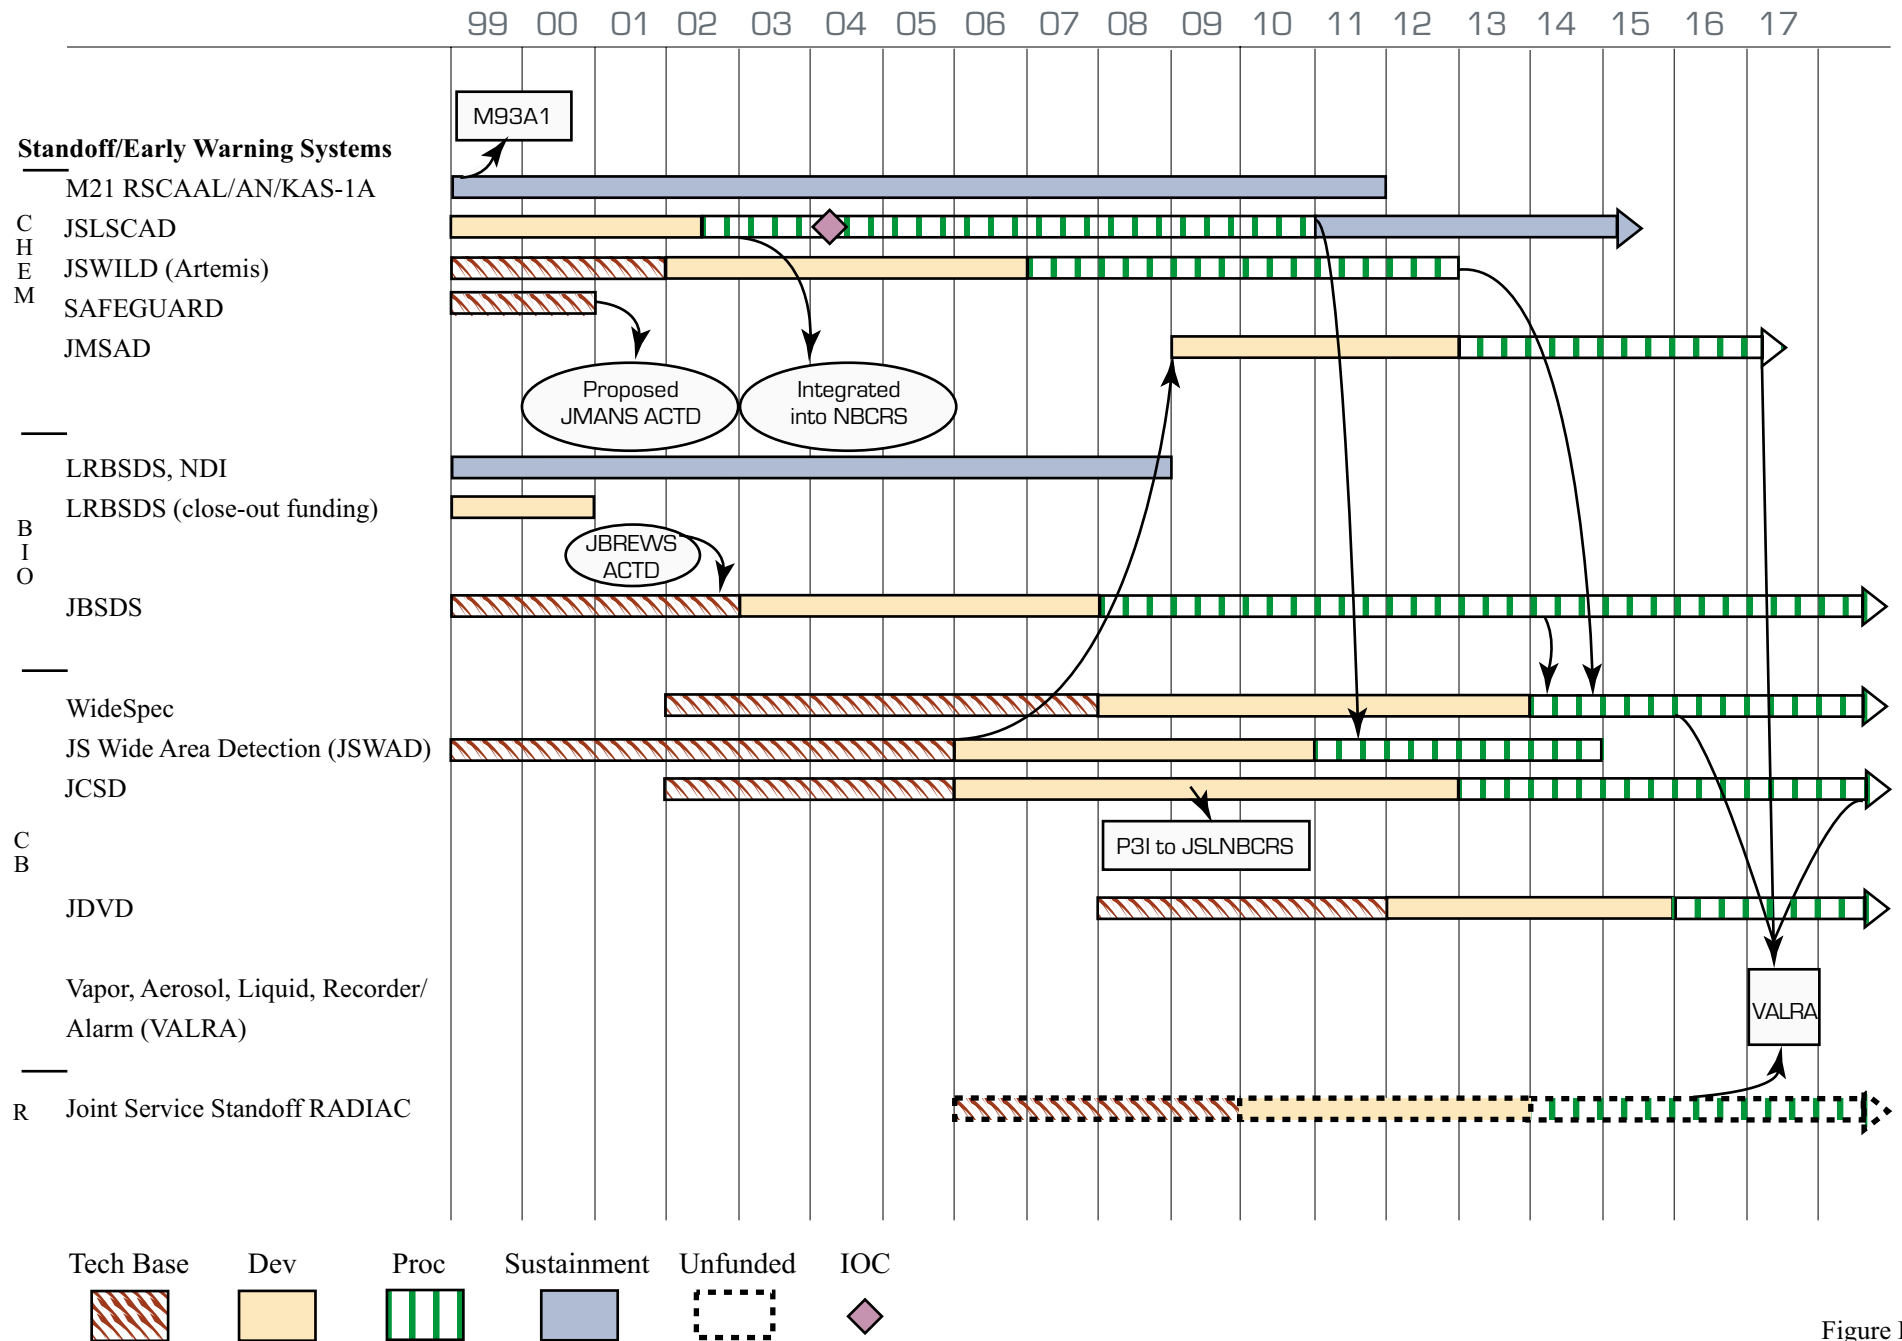 99 00 01 02 03 04 05 06 07 08 09 10 11 12 13 14 15 16 17
M93A1
Standoff/Early Warning Systems
C
H
E
M
M21 RSCAAL/AN/KAS-1A
JSLSCAD
JSWILD (Artemis)
SAFEGUARD
JMSAD
Proposed
JMANS ACTD
Integrated
into NBCRS
B
I
O
LRBSDS, NDI
LRBSDS (close-out funding)
JBREWS
ACTD
JBSDS
C
B
WideSpec
JS Wide Area Detection (JSWAD)
JCSD
P3I to JSLNBCRS
JDVD
Vapor, Aerosol, Liquid, Recorder/
Alarm (VALRA)
VALRA
R
Joint Service Standoff RADIAC
Tech Base Dev Proc Sustainment Unfunded IOC
Figure